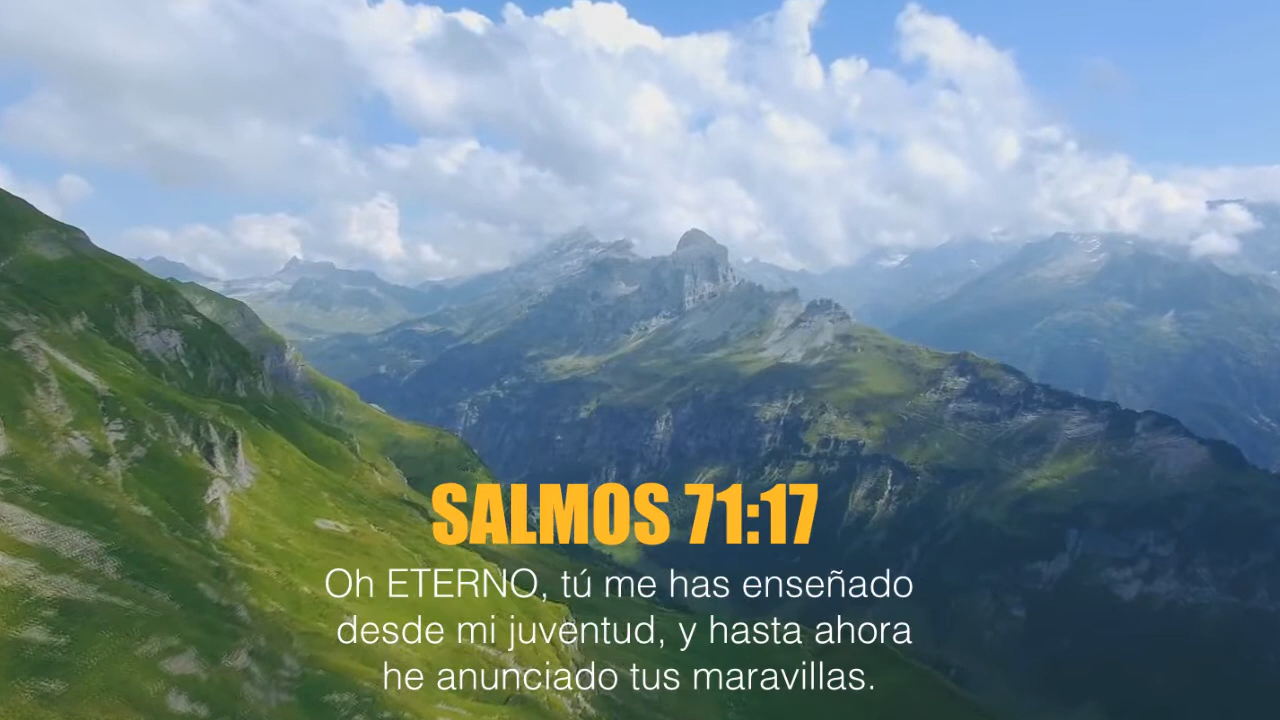 SALMOS 71:17
Oh ETERNO, tú me has enseñado
desde mi juventud, y hasta ahora
he anunciado tus maravillas.